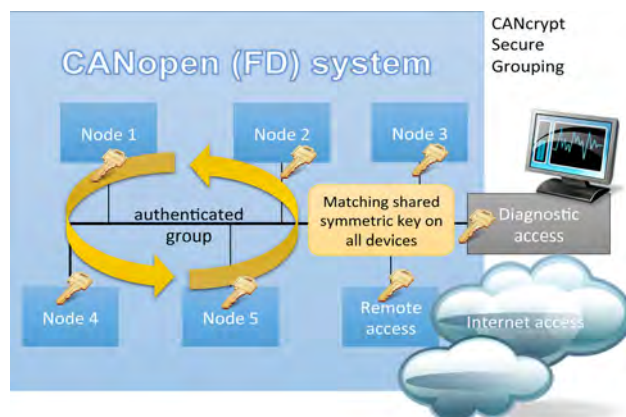 CANcrypt
Secure
Grouping
CANopen (FD) system
Node 1
Node 2
Node 3
authenticated
group
Matching shared
symmetric key on
all devices
Diagnostic
access
Node 4
Node 5
Remote
access
Internet access